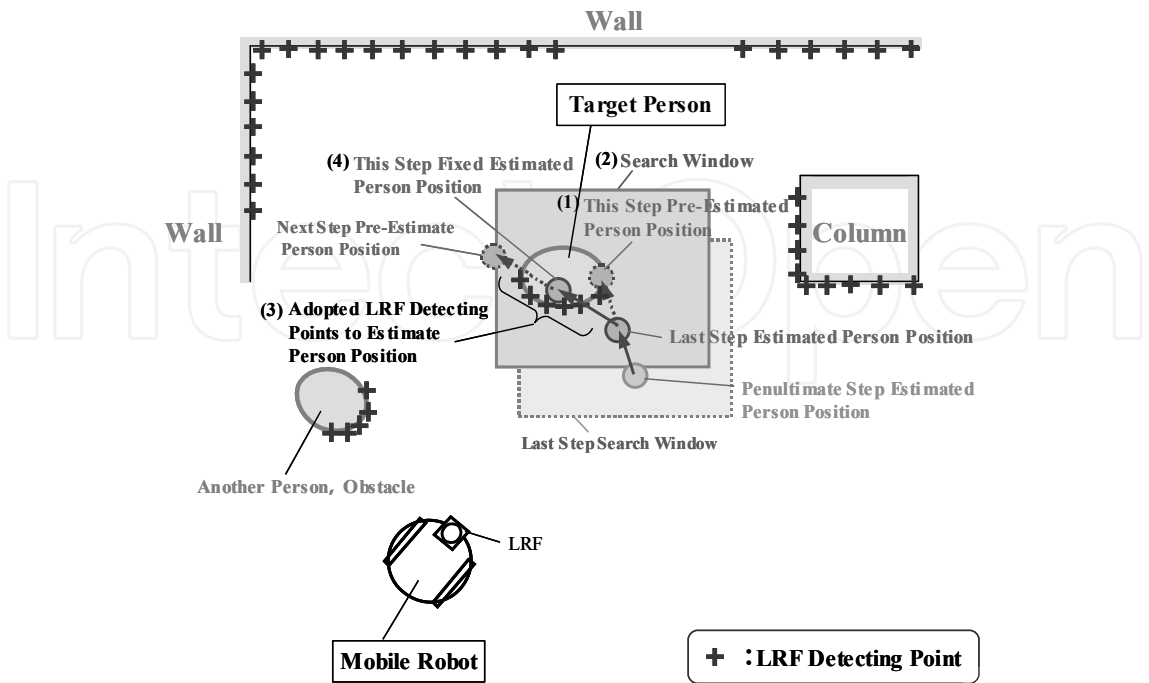 Wall
Target Person
(4) This Step Fixed Estimated
Person Position
(2) Search Window
(1) This Step Pre-Estimated
Person Position
Wall
Next Step Pre-Estimate
Person Position
Column
(3) Adopted LRF Detecting
Points to Estimate
Person Position
Last Step Estimated Person Position
Penultimate Step Estimated
Person Position
Last Step Search Window
Another Person, Obstacle
LRF
Mobile Robot
+ : LRF Detecting Point
IntechOpen